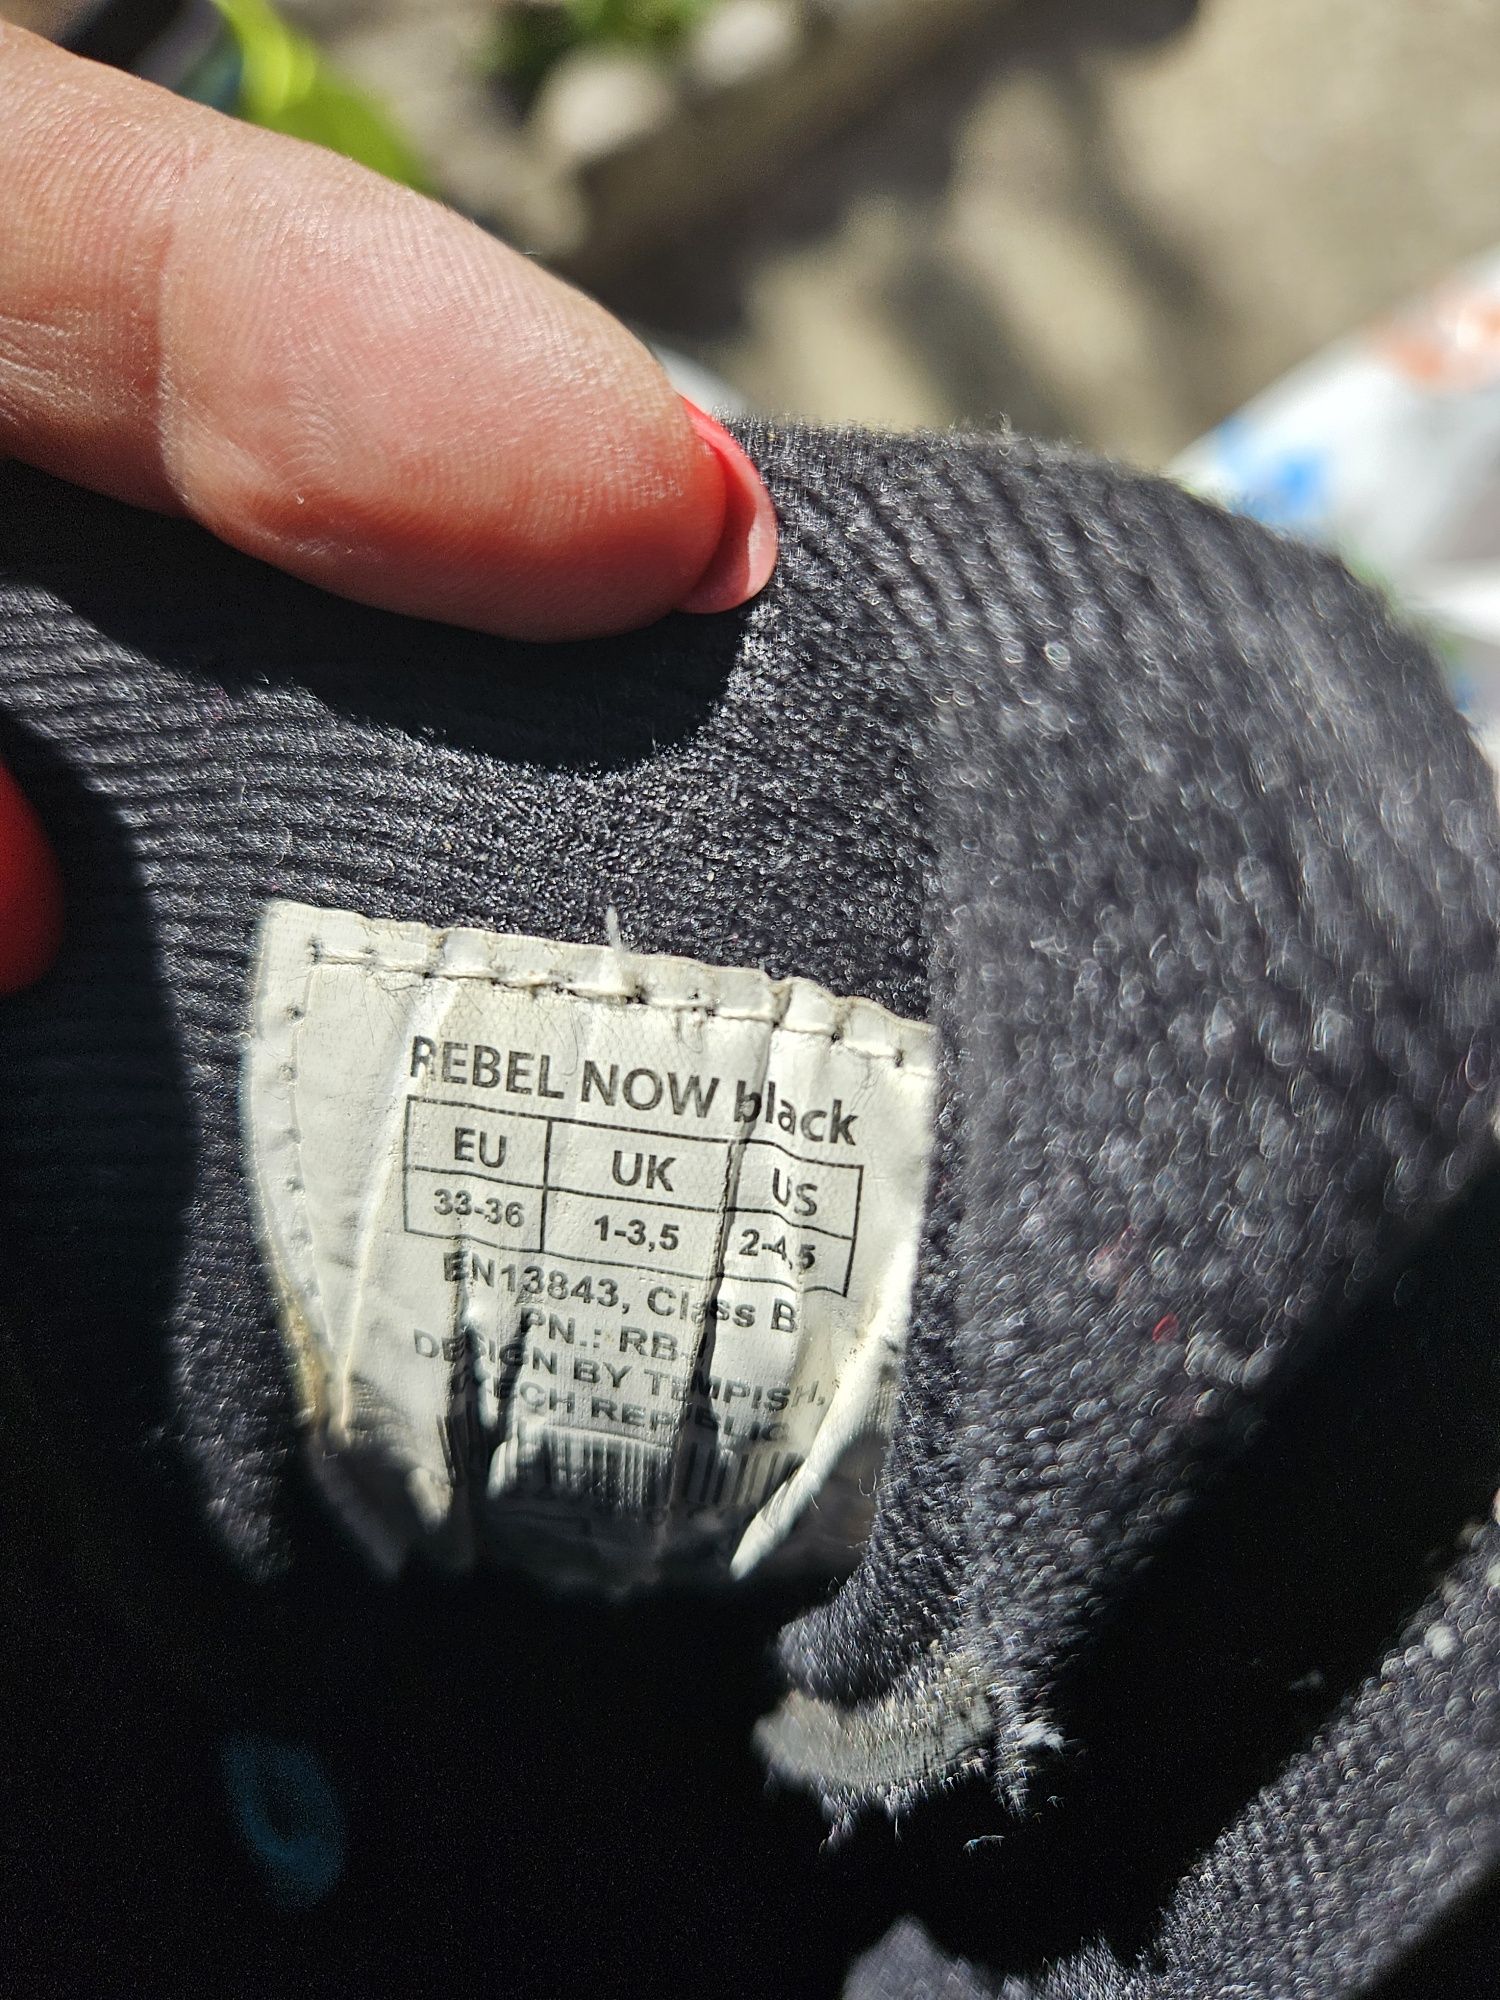 REBEL NOW black
EU UK US
33-36 1-3,5 2-4,5
EN13843, Class B
PN.: RB-
DESIGN BY TEMPISH,
CZECH REPUBLIC